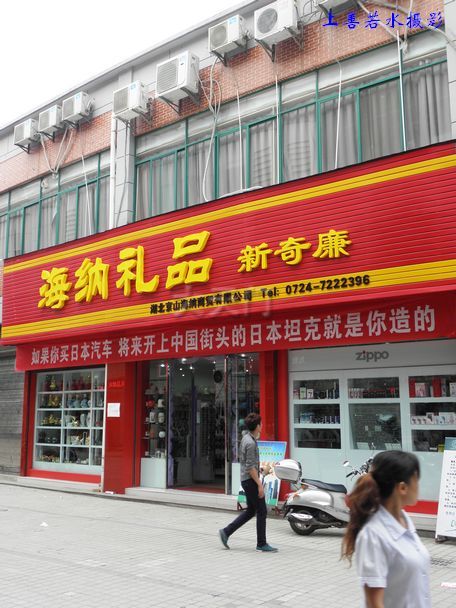 上善若水摄影
海纳礼品 新奇廉
湖北京山海纳商贸有限公司 Tel: 0724-7222396
如果你买日本汽车 将来开上中国街头的日本坦克就是你造的
zippo